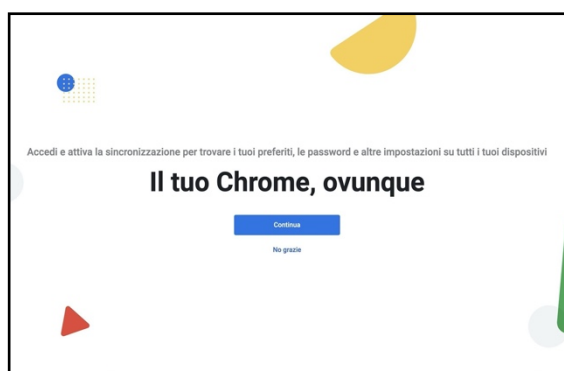 Accedi e attiva la sincronizzazione per trovare i tuoi preferiti, le password e altre impostazioni su tutti i tuoi dispositivi
Il tuo Chrome, ovunque
Continua
No grazie